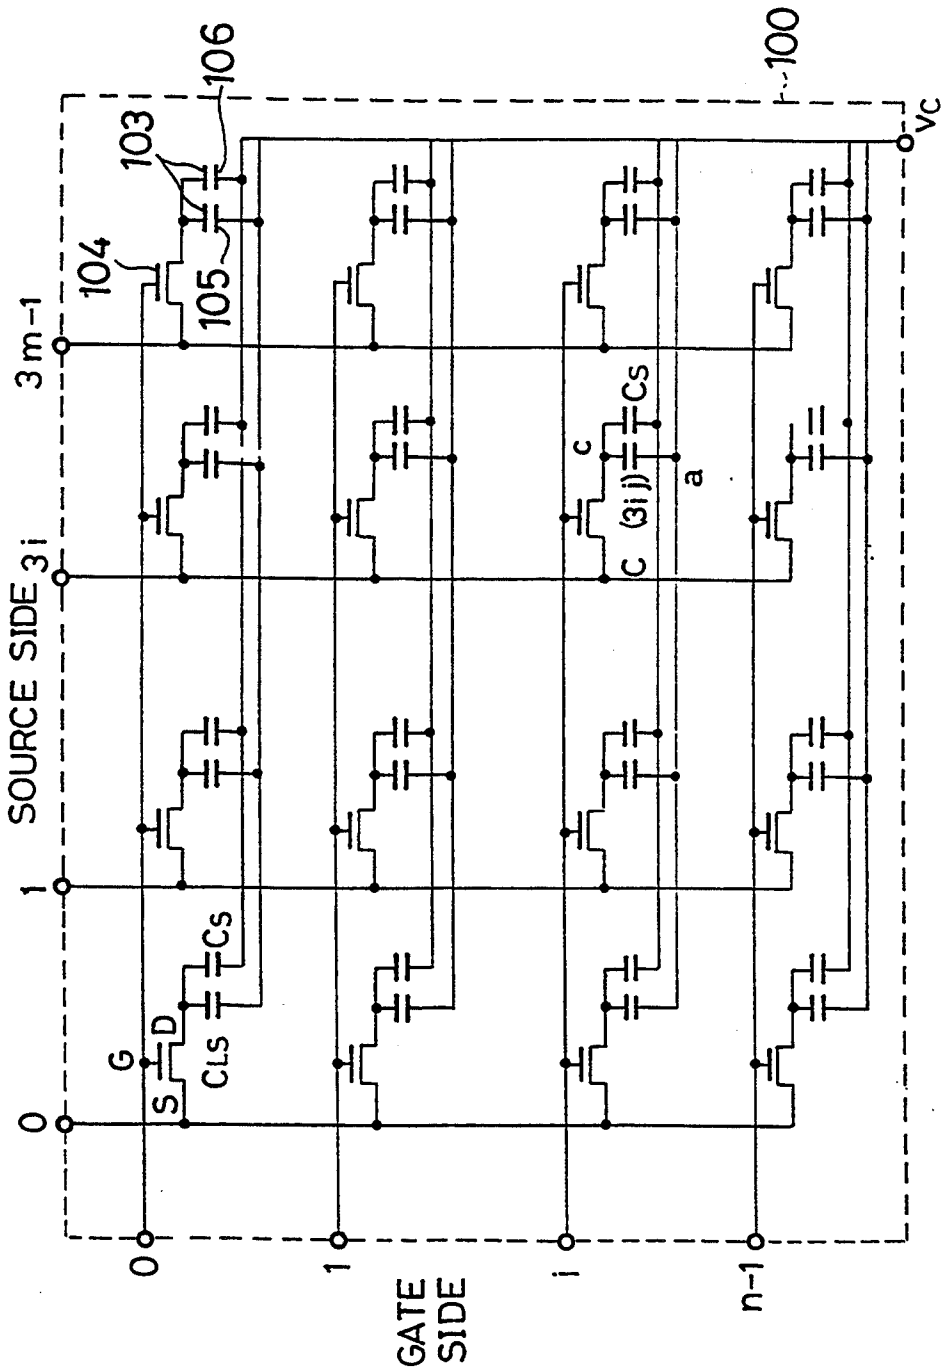 SOURCE SIDE
0
1
3i
3m-1
104
103
106
105
G
S
D
CLS
Cs
0
1
GATE
SIDE
i
C
c
(3i j)
Cs
a
n-1
Vc
100